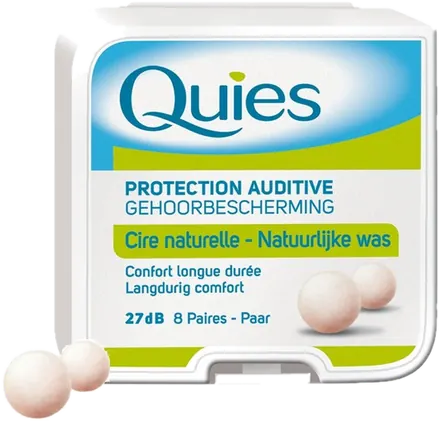 Quies
PROTECTION AUDITIVE
GEHOORBESCHERMING
Cire naturelle - Natuurlijke was
Confort longue durée
Langdurig comfort
27dB 8 Paires - Paar